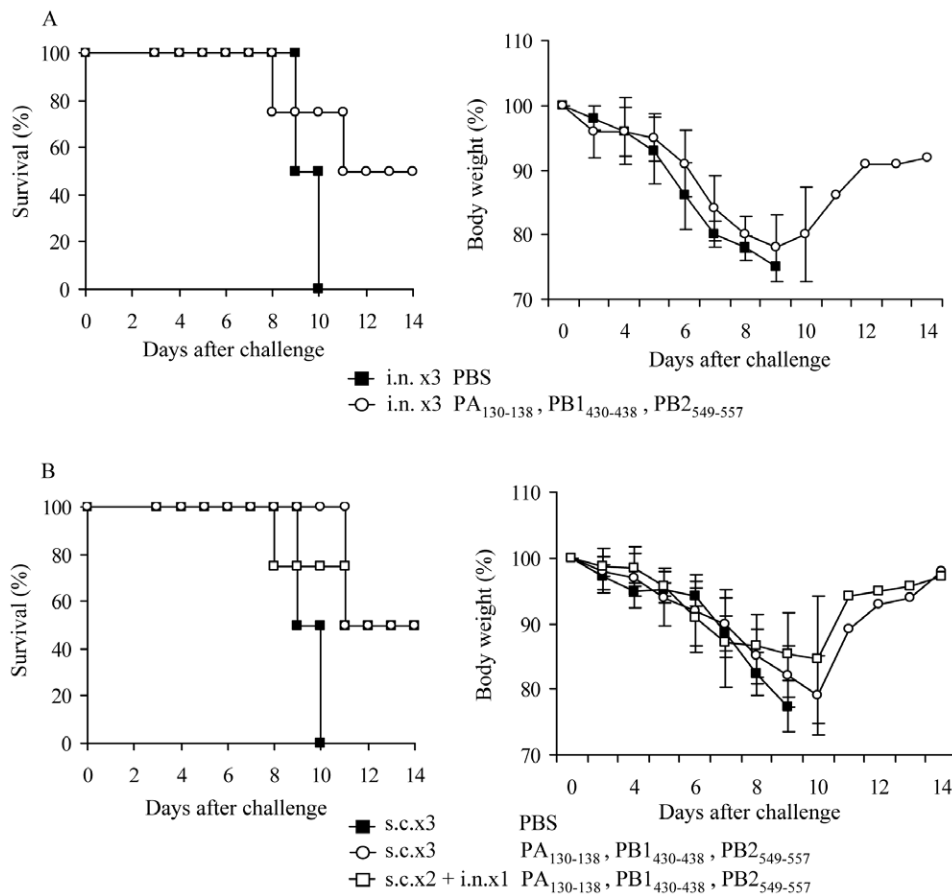 A
100
80
60
40
20
0
Survival (%)
0 2 4 6 8 10 12 14
Days after challenge
110
100
90
80
70
Body weight (%)
0 4 6 8 10 12 14
Days after challenge
i.n. x3 PBS
i.n. x3 PA130-138 , PB1430-438 , PB2549-557
B
100
80
60
40
20
0
Survival (%)
0 2 4 6 8 10 12 14
Days after challenge
110
100
90
80
70
Body weight (%)
0 4 6 8 10 12 14
Days after challenge
s.c.x3 PBS
s.c.x3 PA130-138 , PB1430-438 , PB2549-557
s.c.x2 + i.n.x1 PA130-138 , PB1430-438 , PB2549-557